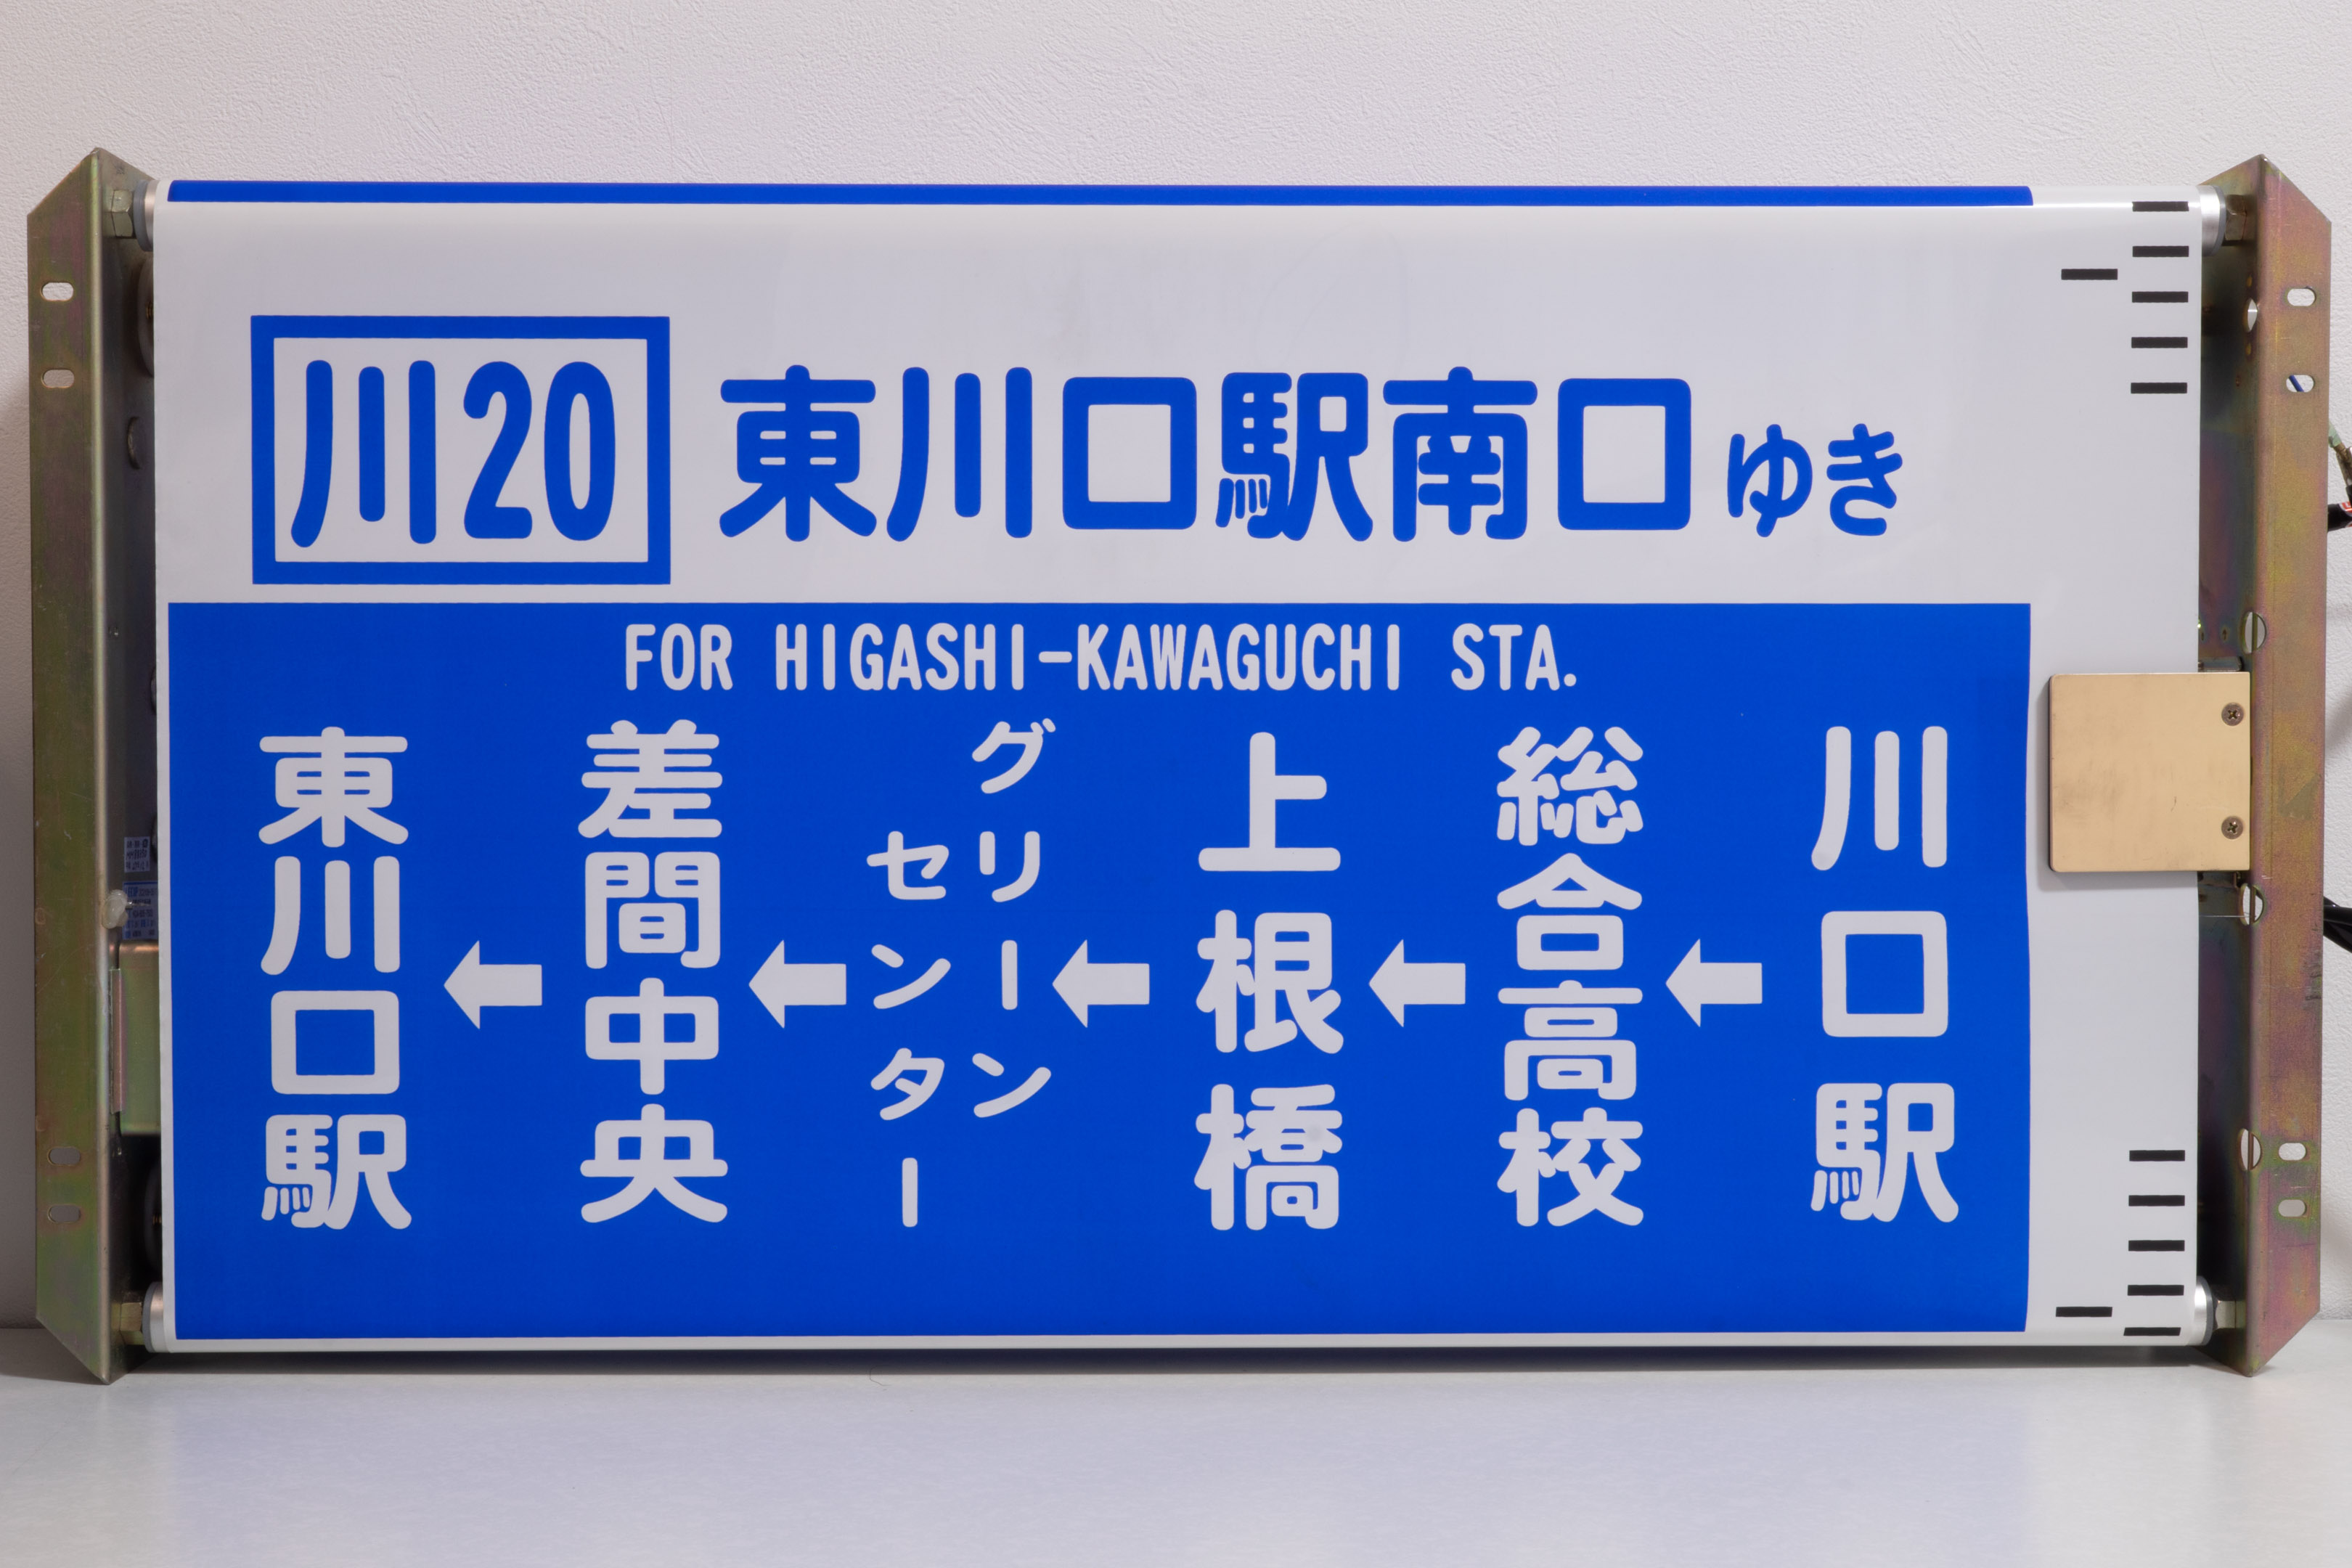 川20 東川口駅南口ゆき
FOR HIGASHI-KAWAGUCHI STA.
川口駅
←
総合高校
←
上根橋
←
グリーン
センター
←
差間中央
←
東川口駅